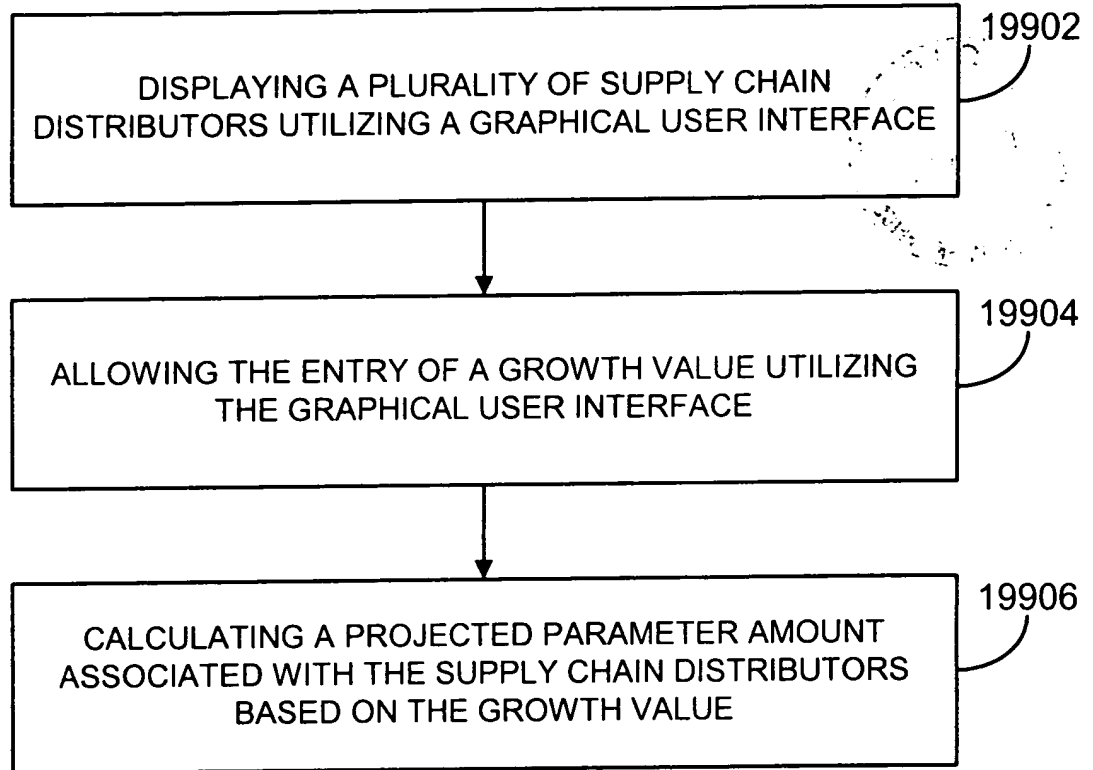 19902
DISPLAYING A PLURALITY OF SUPPLY CHAIN
DISTRIBUTORS UTILIZING A GRAPHICAL USER INTERFACE
19904
ALLOWING THE ENTRY OF A GROWTH VALUE UTILIZING
THE GRAPHICAL USER INTERFACE
19906
CALCULATING A PROJECTED PARAMETER AMOUNT
ASSOCIATED WITH THE SUPPLY CHAIN DISTRIBUTORS
BASED ON THE GROWTH VALUE